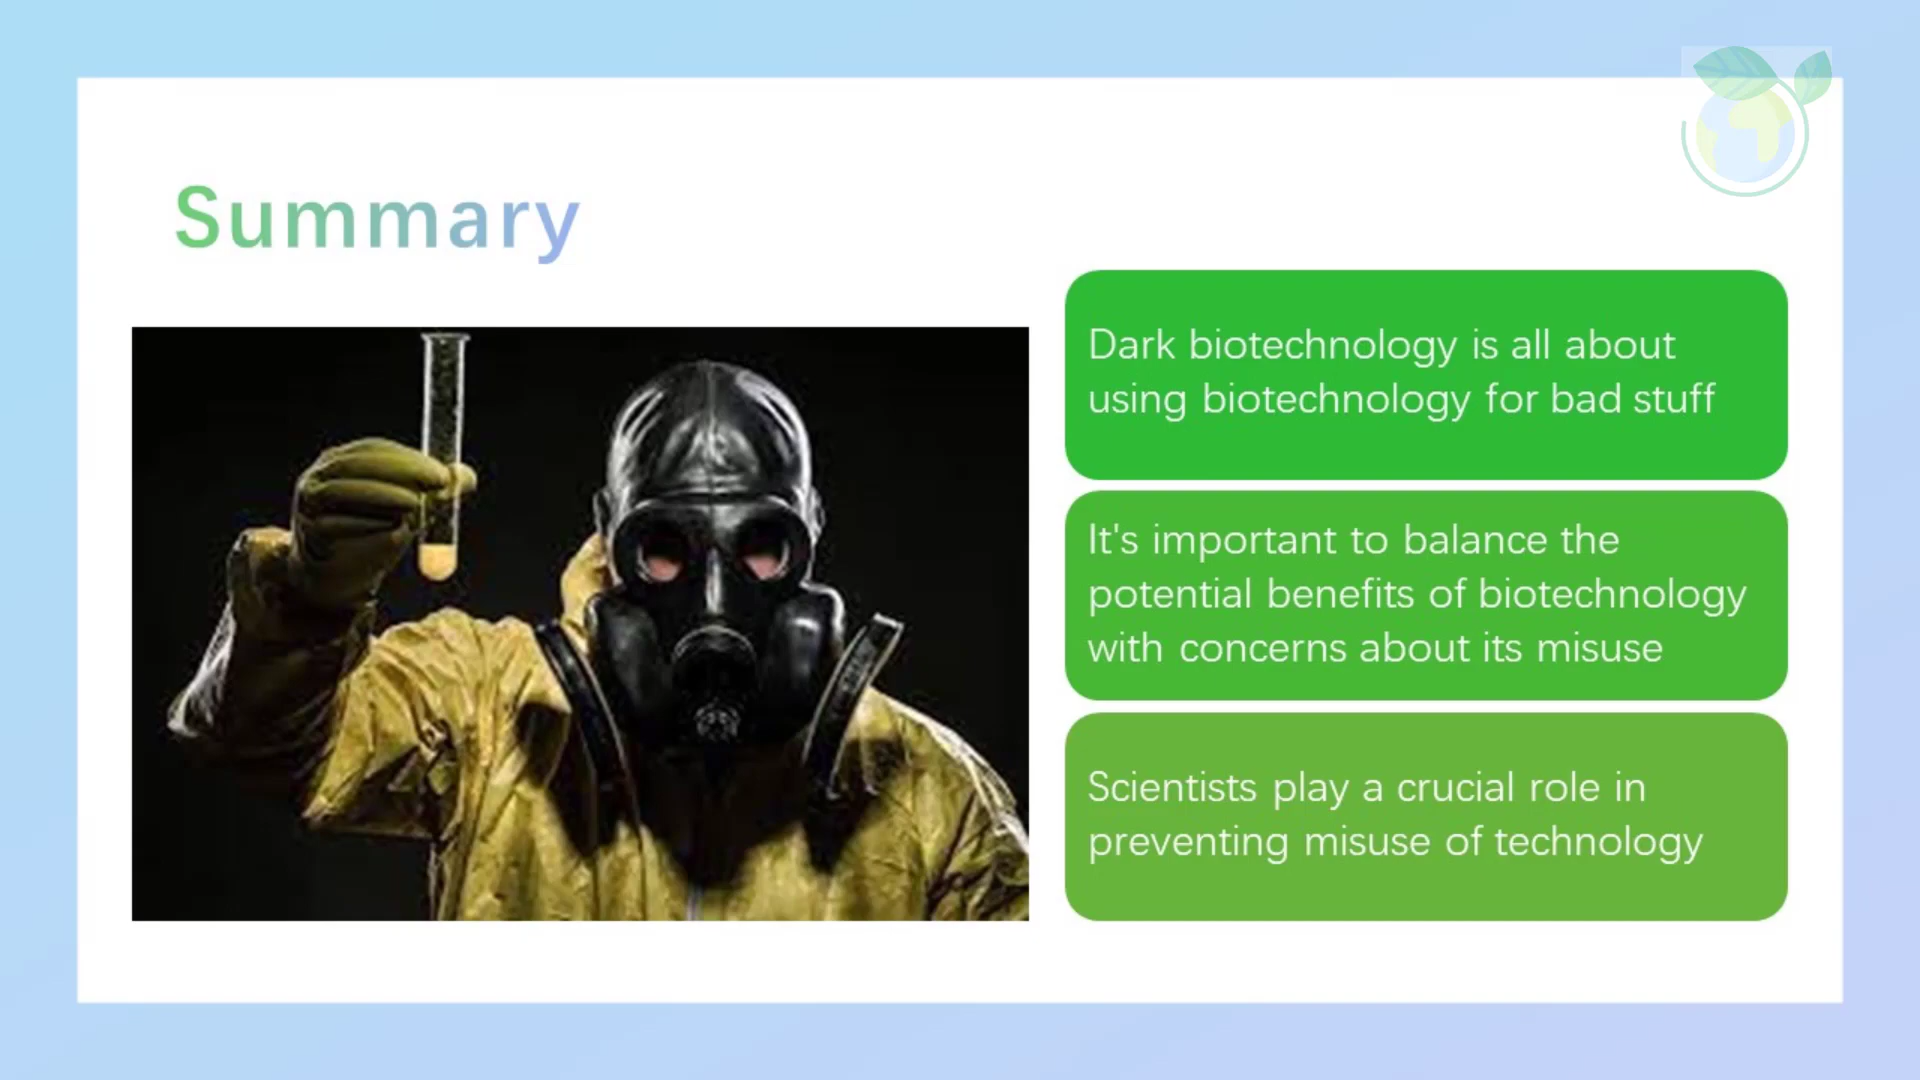 Summary
Dark biotechnology is all about
using biotechnology for bad stuff
It's important to balance the
potential benefits of biotechnology
with concerns about its misuse
Scientists play a crucial role in
preventing misuse of technology